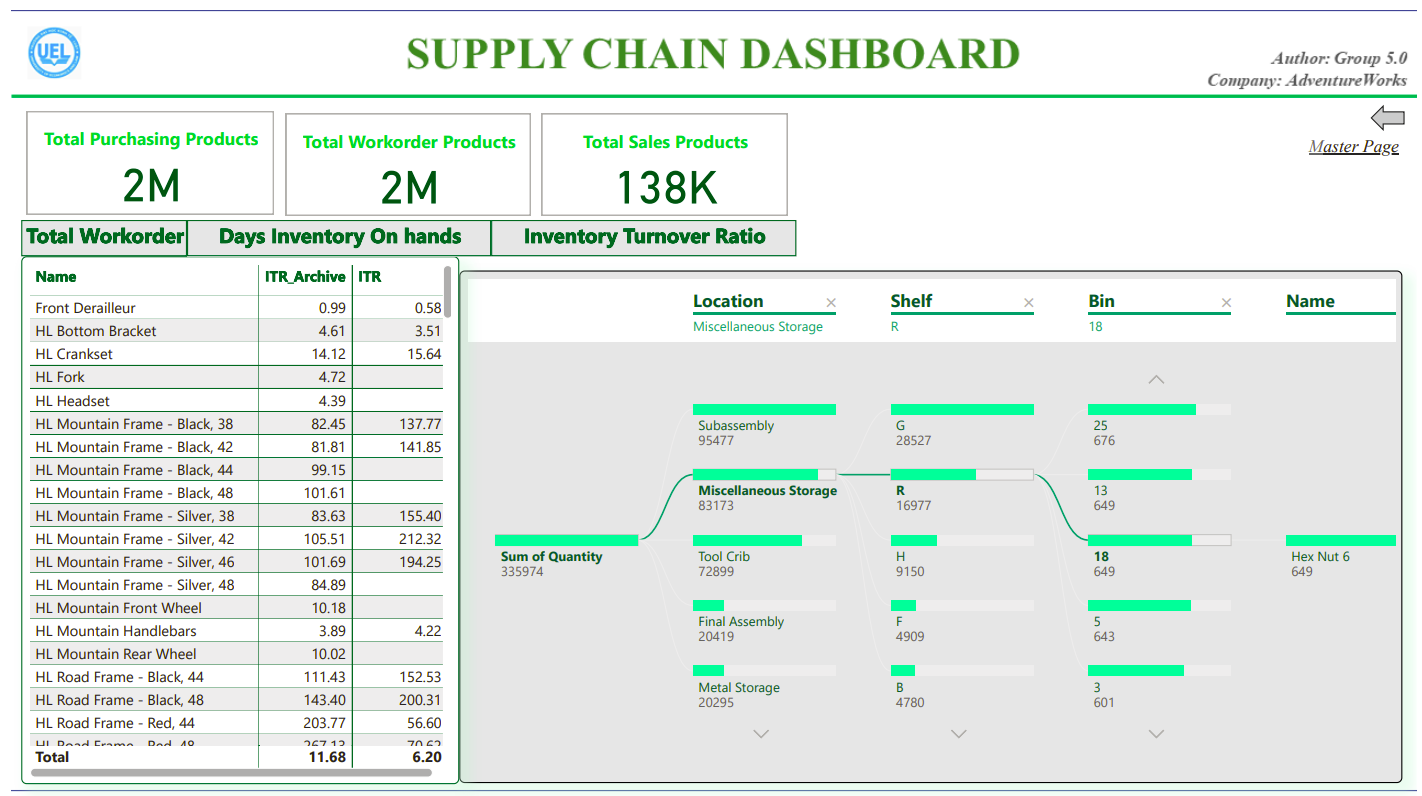 UEL
SUPPLY CHAIN DASHBOARD
Author: Group 5.0
Company: AdventureWorks
Master Page
Total Purchasing Products
2M
Total Workorder Products
2M
Total Sales Products
138K
Total Workorder
Days Inventory On hands
Inventory Turnover Ratio
Name ITR_Archive ITR
Front Derailleur 0.99 0.58
HL Bottom Bracket 4.61 3.51
HL Crankset 14.12 15.64
HL Fork 4.72
HL Headset 4.39
HL Mountain Frame - Black, 38 82.45 137.77
HL Mountain Frame - Black, 42 81.81 141.85
HL Mountain Frame - Black, 44 99.15
HL Mountain Frame - Black, 48 101.61
HL Mountain Frame - Silver, 38 83.63 155.40
HL Mountain Frame - Silver, 42 105.51 212.32
HL Mountain Frame - Silver, 46 101.69 194.25
HL Mountain Frame - Silver, 48 84.89
HL Mountain Front Wheel 10.18
HL Mountain Handlebars 3.89 4.22
HL Mountain Rear Wheel 10.02
HL Road Frame - Black, 44 111.43 152.53
HL Road Frame - Black, 48 143.40 200.31
HL Road Frame - Red, 44 203.77 56.60
HL Road Frame - Red, 48 267.13 70.62
Total 11.68 6.20
Location
Miscellaneous Storage
Shelf
R
Bin
18
Name
Sum of Quantity
335974
Subassembly
95477
Miscellaneous Storage
83173
Tool Crib
72899
Final Assembly
20419
Metal Storage
20295
G
28527
R
16977
H
9150
F
4909
B
4780
25
676
13
649
18
649
5
643
3
601
Hex Nut 6
649